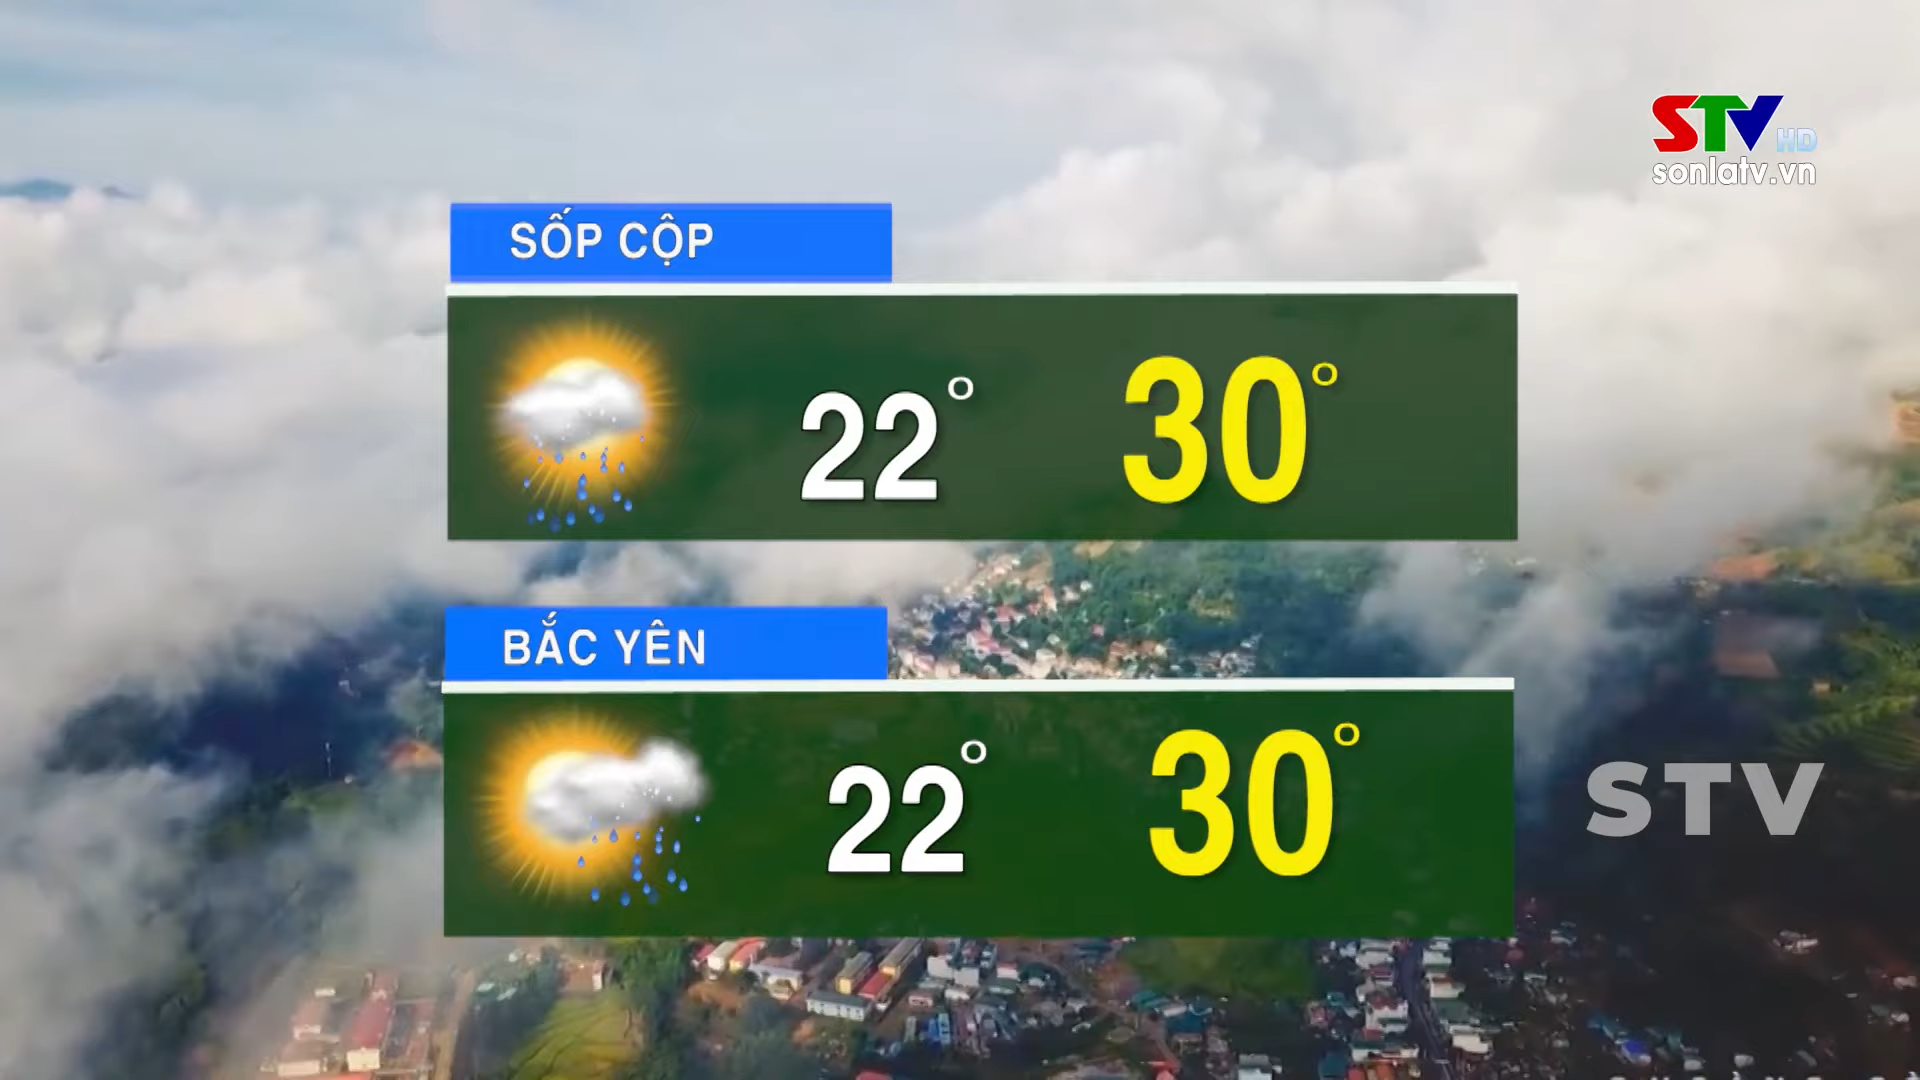 STV HD
sonlatv.vn
SỐP CỘP
22° 30°
BẮC YÊN
22° 30°
STV